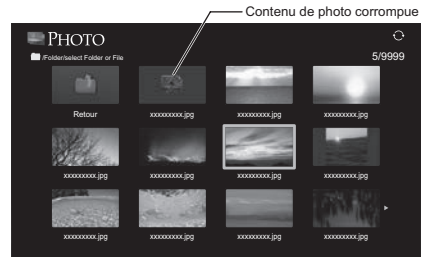 Contenu de photo corrompue
PHOTO
/Folder/select Folder or File
5/9999
Retour xxxxxxxxx.jpg xxxxxxxxx.jpg xxxxxxxxx.jpg
xxxxxxxxx.jpg xxxxxxxxx.jpg xxxxxxxxx.jpg xxxxxxxxx.jpg
xxxxxxxxx.jpg xxxxxxxxx.jpg xxxxxxxxx.jpg xxxxxxxxx.jpg